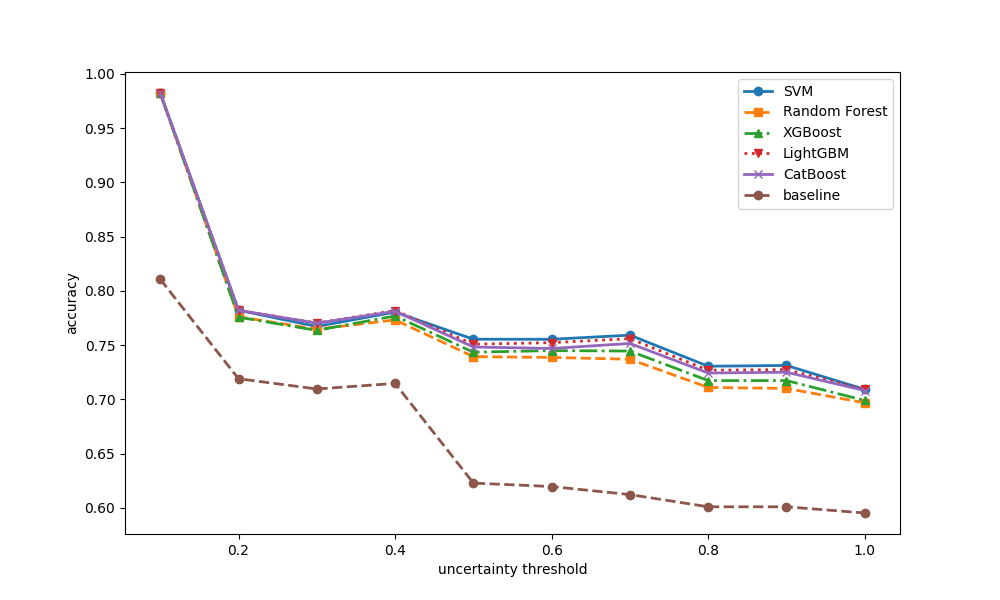 1.00
0.95
0.90
0.85
0.80
0.75
0.70
0.65
0.60
accuracy
SVM
Random Forest
XGBoost
LightGBM
CatBoost
baseline
0.2
0.4
0.6
0.8
1.0
uncertainty threshold